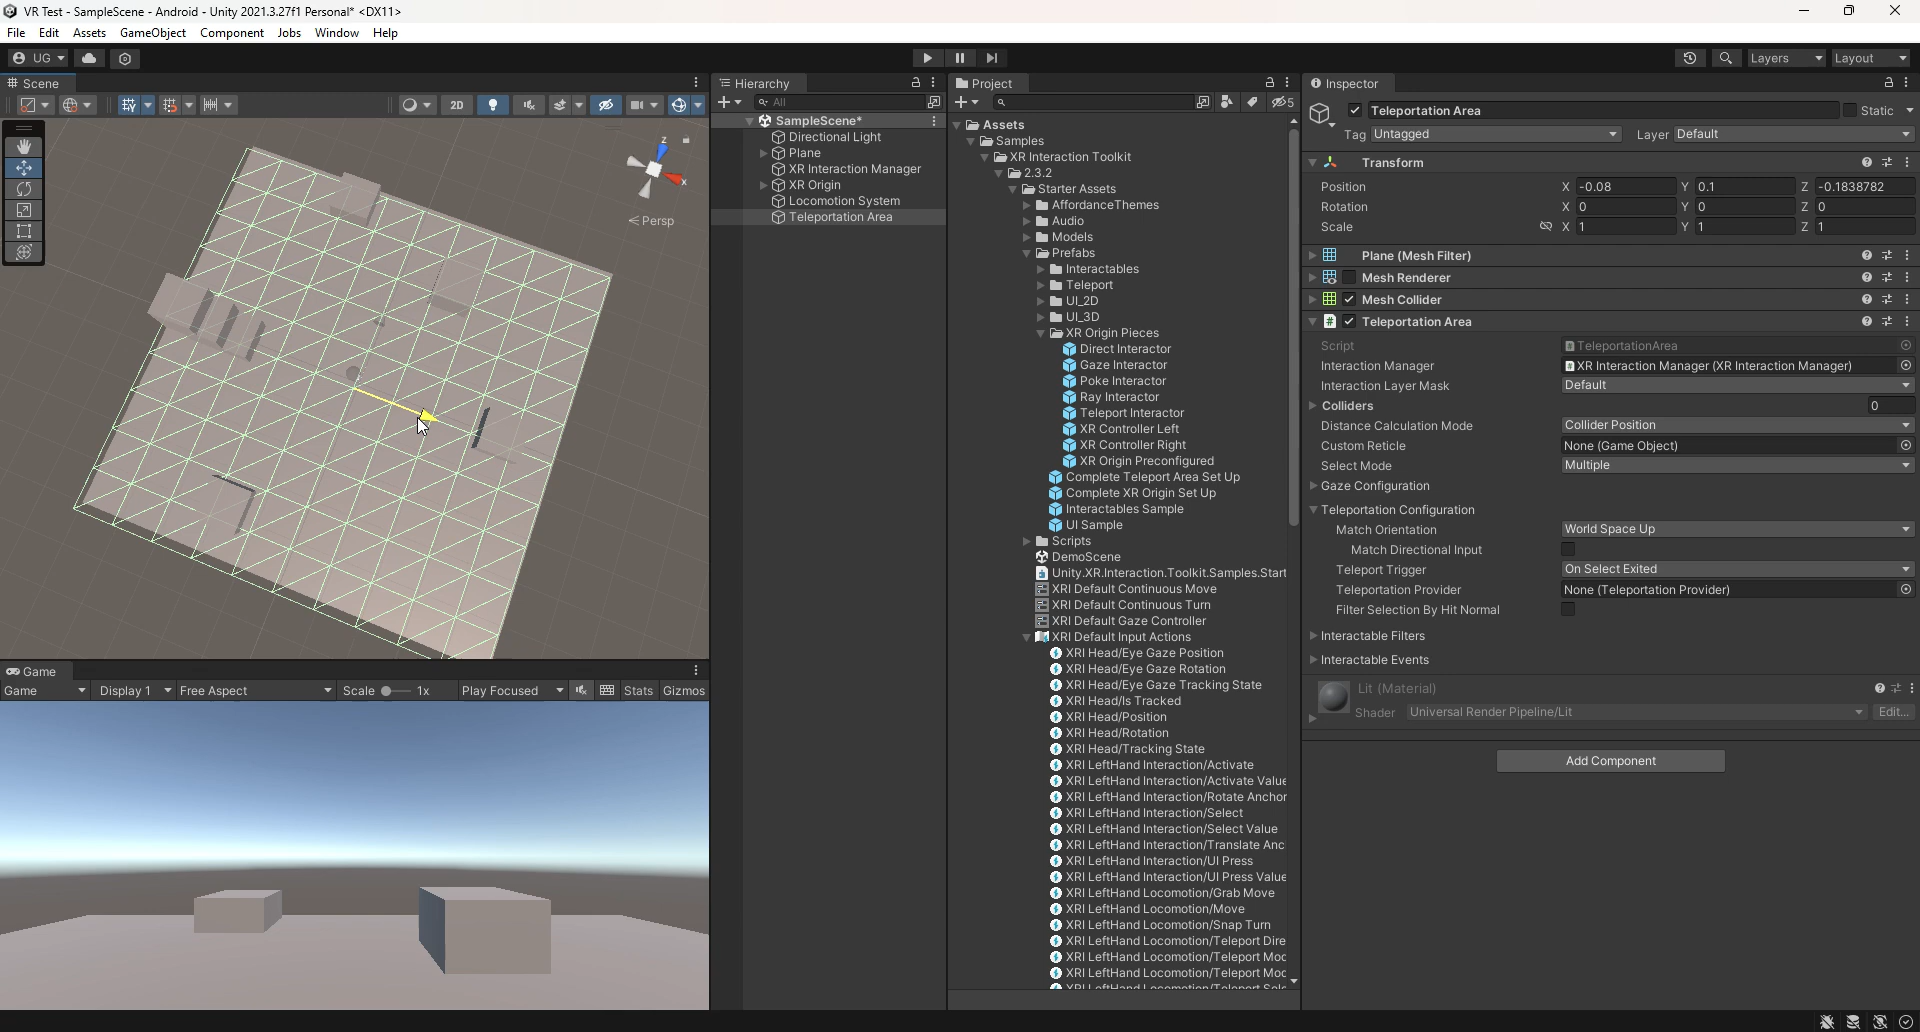 VR Test - SampleScene - Android - Unity 2021.3.27f1 Personal* <DX11>
File Edit Assets GameObject Component Jobs Window Help
UG Layers Layout
Scene
2D
z
x
Persp
Game
Game Display 1 Free Aspect Scale 1x Play Focused Stats Gizmos
Hierarchy
All
SampleScene*
Directional Light
Plane
XR Interaction Manager
XR Origin
Locomotion System
Teleportation Area
Project
5
Assets
Samples
XR Interaction Toolkit
2.3.2
Starter Assets
AffordanceThemes
Audio
Models
Prefabs
Interactables
Teleport
UI_2D
UI_3D
XR Origin Pieces
Direct Interactor
Gaze Interactor
Poke Interactor
Ray Interactor
Teleport Interactor
XR Controller Left
XR Controller Right
XR Origin Preconfigured
Complete Teleport Area Set Up
Complete XR Origin Set Up
Interactables Sample
UI Sample
Scripts
DemoScene
Unity.XR.Interaction.Toolkit.Samples.Start
XRI Default Continuous Move
XRI Default Continuous Turn
XRI Default Gaze Controller
XRI Default Input Actions
XRI Head/Eye Gaze Position
XRI Head/Eye Gaze Rotation
XRI Head/Eye Gaze Tracking State
XRI Head/Is Tracked
XRI Head/Position
XRI Head/Rotation
XRI Head/Tracking State
XRI LeftHand Interaction/Activate
XRI LeftHand Interaction/Activate Value
XRI LeftHand Interaction/Rotate Anchor
XRI LeftHand Interaction/Select
XRI LeftHand Interaction/Select Value
XRI LeftHand Interaction/Translate Anc
XRI LeftHand Interaction/UI Press
XRI LeftHand Interaction/UI Press Value
XRI LeftHand Locomotion/Grab Move
XRI LeftHand Locomotion/Move
XRI LeftHand Locomotion/Snap Turn
XRI LeftHand Locomotion/Teleport Dire
XRI LeftHand Locomotion/Teleport Moc
XRI LeftHand Locomotion/Teleport Moc
Inspector
Teleportation Area Static
Tag Untagged Layer Default
Transform
Position X -0.08 Y 0.1 Z -0.1838782
Rotation X 0 Y 0 Z 0
Scale X 1 Y 1 Z 1
Plane (Mesh Filter)
Mesh Renderer
Mesh Collider
# Teleportation Area
Script TeleportationArea
Interaction Manager XR Interaction Manager (XR Interaction Manager)
Interaction Layer Mask Default
Colliders 0
Distance Calculation Mode Collider Position
Custom Reticle None (Game Object)
Select Mode Multiple
Gaze Configuration
Teleportation Configuration
Match Orientation World Space Up
Match Directional Input
Teleport Trigger On Select Exited
Teleportation Provider None (Teleportation Provider)
Filter Selection By Hit Normal
Interactable Filters
Interactable Events
Lit (Material)
Shader Universal Render Pipeline/Lit Edit...
Add Component